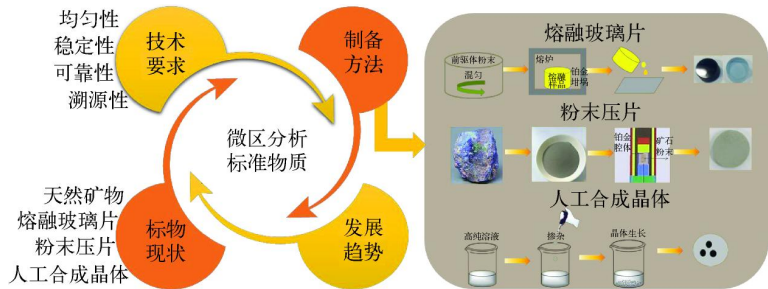 均匀性
稳定性
可靠性
溯源性
技术
要求
制备
方法
微区分析
标准物质
天然矿物
熔融玻璃片
粉末压片
人工合成晶体
标物
现状
发展
趋势
熔融玻璃片
前驱体粉末
混匀
熔炉
熔融
样品
铂金
坩埚
粉末压片
铂金
腔体
矿石
粉末
人工合成晶体
高纯溶液
掺杂
晶体生长